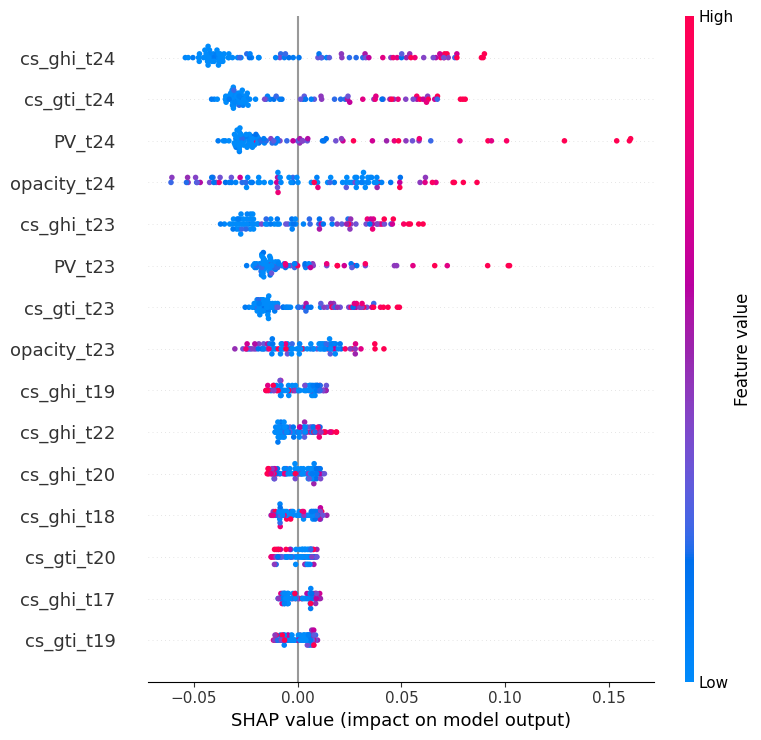 High
cs_ghi_t24
cs_gti_t24
PV_t24
opacity_t24
cs_ghi_t23
PV_t23
cs_gti_t23
opacity_t23
cs_ghi_t19
cs_ghi_t22
cs_ghi_t20
cs_ghi_t18
cs_gti_t20
cs_ghi_t17
cs_gti_t19
Feature value
Low
−0.05 0.00 0.05 0.10 0.15
SHAP value (impact on model output)